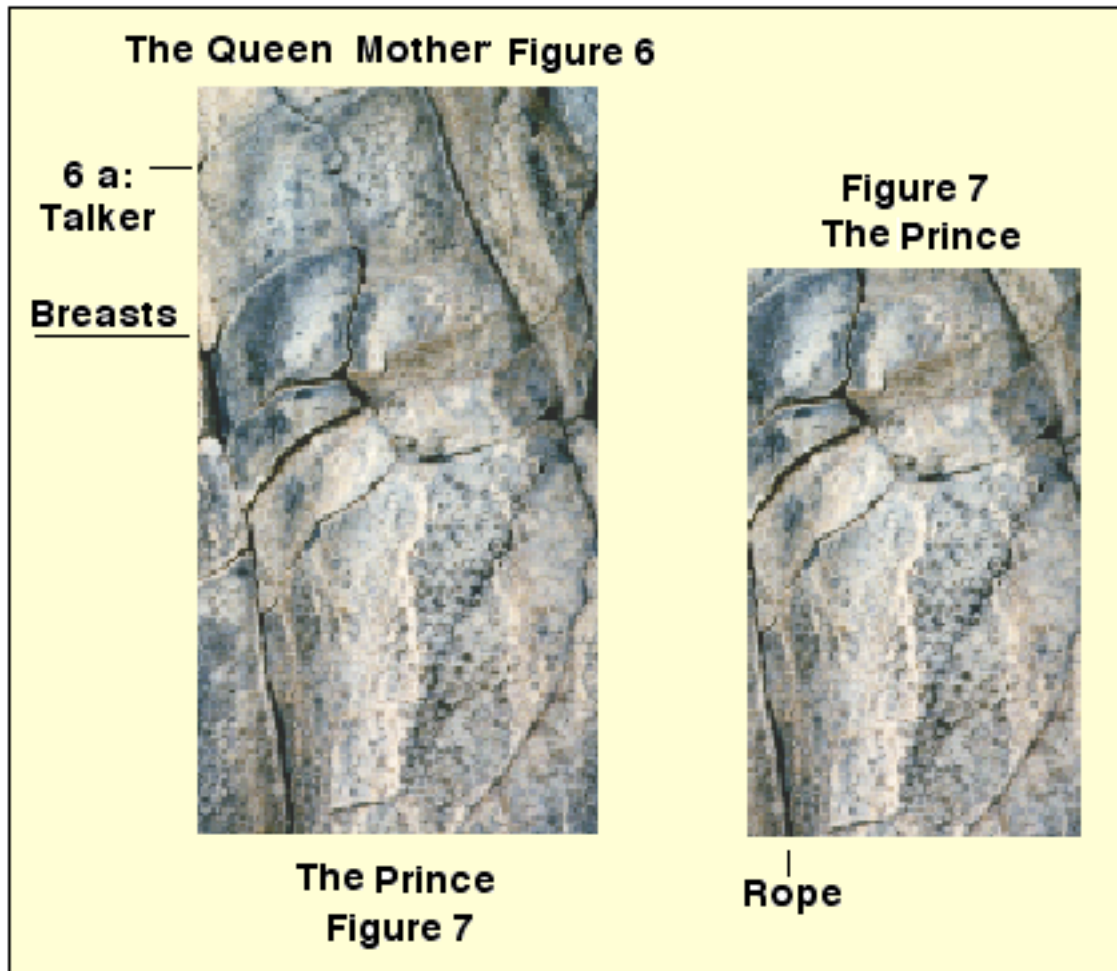 The Queen Mother Figure 6
6 a:
Talker
Breasts
The Prince
Figure 7
Figure 7
The Prince
Rope